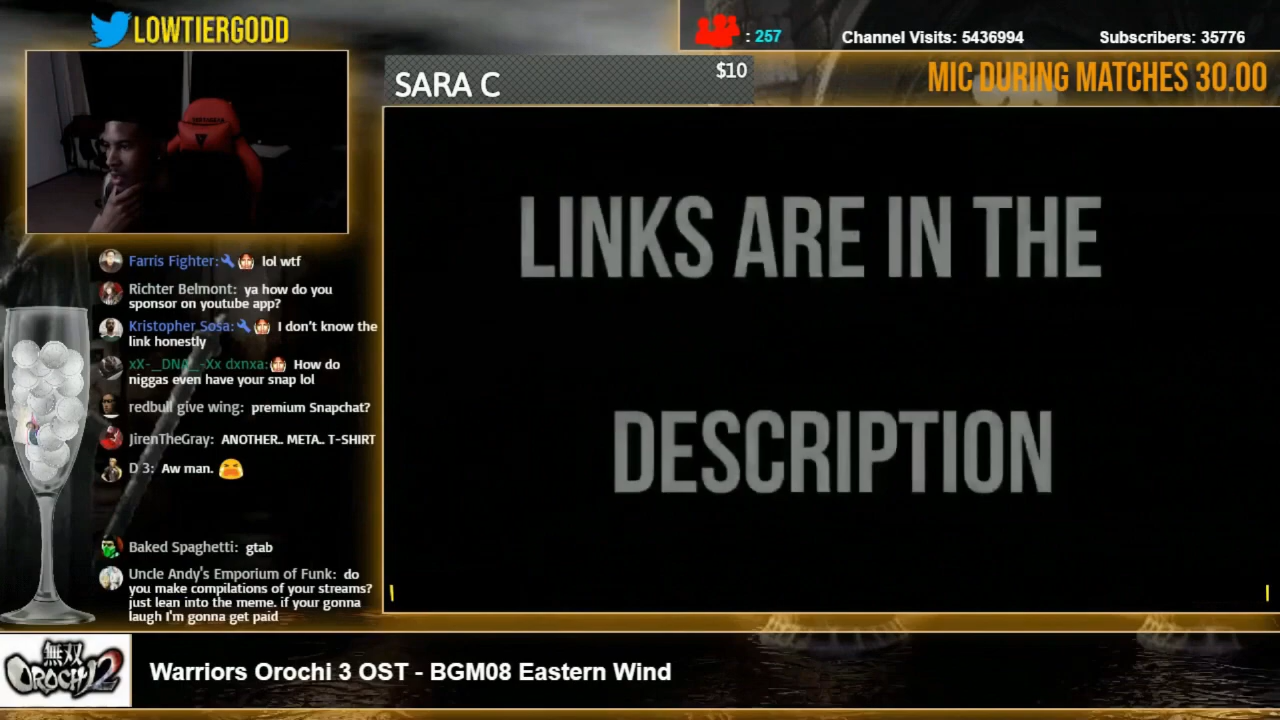 LOWTIERGODD
: 257
Channel Visits: 5436994
Subscribers: 35776
SARA C
$10
MIC DURING MATCHES 30.00
LINKS ARE IN THE
DESCRIPTION
Farris Fighter: lol wtf
Richter Belmont: ya how do you
sponsor on youtube app?
Kristopher Sosa: I don't know the
link honestly
xX-_DNA_-Xx dxnxa: How do
niggas even have your snap lol
redbull give wing: premium Snapchat?
JirenTheGray: ANOTHER.. META.. T-SHIRT
D 3: Aw man.
Baked Spaghetti: gtab
Uncle Andy's Emporium of Funk: do
you make compilations of your streams?
just lean into the meme. if your gonna
laugh I'm gonna get paid
無双
OROCHI 2
Warriors Orochi 3 OST - BGM08 Eastern Wind